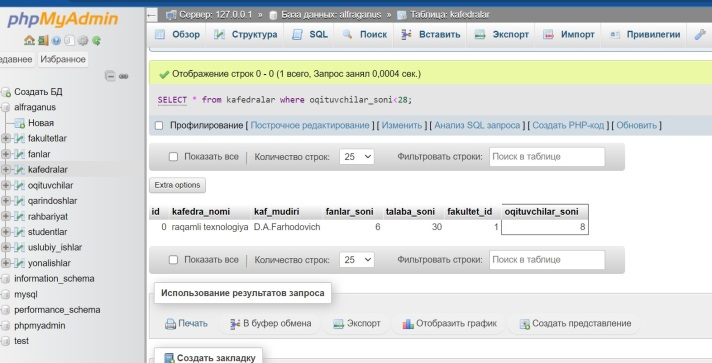 phpMyAdmin
едавнее Избранное
Создать БД
alfraganus
Новая
fakultetlar
fanlar
kafedralar
oqituvchilar
qarindoshlar
rahbariyat
studentlar
uslubiy_ishlar
yonalishlar
information_schema
mysql
performance_schema
phpmyadmin
test
← Сервер: 127.0.0.1 » База данных: alfraganus » Таблица: kafedralar
Обзор Структура SQL Поиск Вставить Экспорт Импорт Привилегии
Отображение строк 0 - 0 (1 всего, Запрос занял 0,0004 сек.)
SELECT * from kafedralar where oqituvchilar_soni<28;
Профилирование [ Построчное редактирование ] [ Изменить ] [ Анализ SQL запроса ] [ Создать PHP-код ] [ Обновить ]
Показать все | Количество строк: 25 Фильтровать строки: Поиск в таблице
Extra options
id kafedra_nomi kaf_mudiri fanlar_soni talaba_soni fakultet_id oqituvchilar_soni
0 raqamli texnologiya D.A.Farhodovich 6 30 1 8
Показать все | Количество строк: 25 Фильтровать строки: Поиск в таблице
Использование результатов запроса
Печать В буфер обмена Экспорт Отобразить график Создать представление
Создать закладку